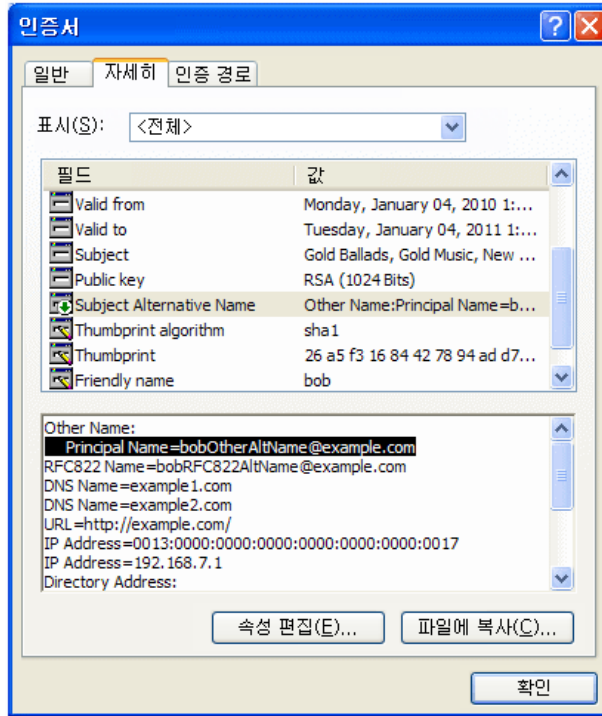 인증서
일반 자세히 인증 경로
표시(S): <전체>
필드 값
Valid from Monday, January 04, 2010 1:...
Valid to Tuesday, January 04, 2011 1:...
Subject Gold Ballads, Gold Music, New ...
Public key RSA (1024 Bits)
Subject Alternative Name Other Name:Principal Name=b...
Thumbprint algorithm sha1
Thumbprint 26 a5 f3 16 84 42 78 94 ad d7...
Friendly name bob
Other Name:
Principal Name=bobOtherAltName@example.com
RFC822 Name=bobRFC822AltName@example.com
DNS Name=example1.com
DNS Name=example2.com
URL=http://example.com/
IP Address=0013:0000:0000:0000:0000:0000:0000:0017
IP Address=192.168.7.1
Directory Address:
속성 편집(E)... 파일에 복사(C)...
확인